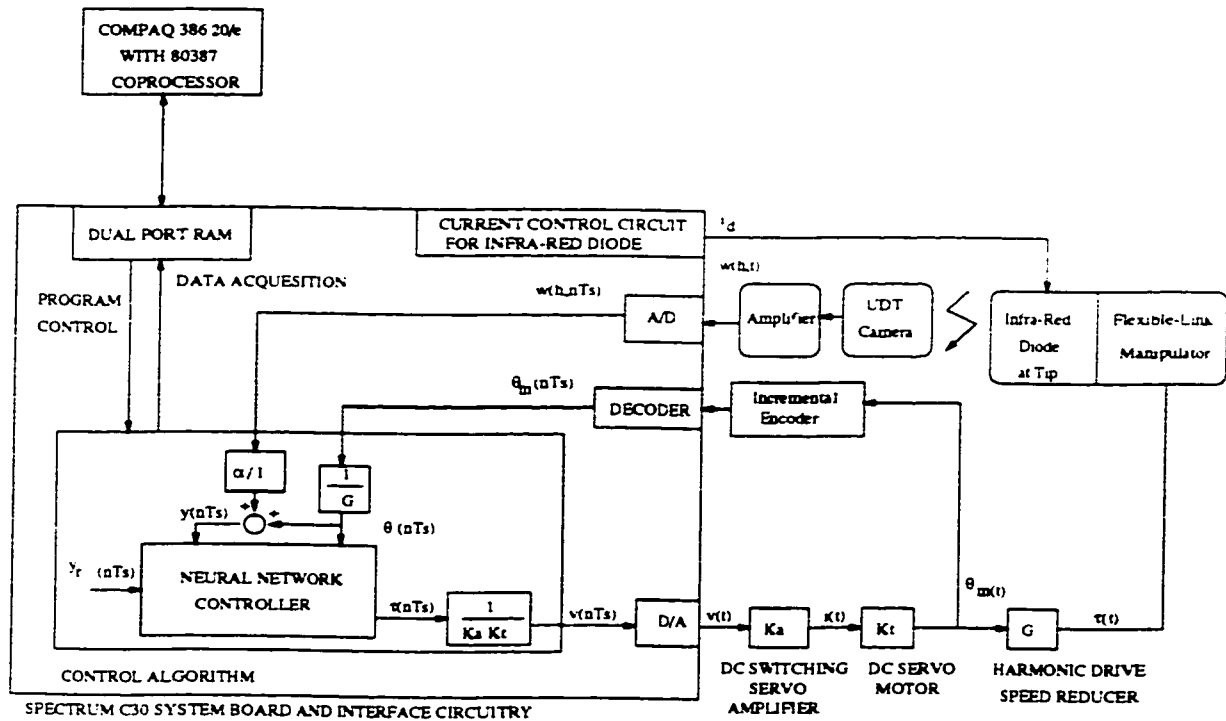 COMPAQ 386 20/e
WITH 80387
COPROCESSOR
DUAL PORT RAM
CURRENT CONTROL CIRCUIT
FOR INFRA-RED DIODE
i d
DATA ACQUESITION
PROGRAM
CONTROL
w(h,nTs)
A/D
w(h,t)
Amplifier
UDT
Camera
Infra-Red
Diode
at Tip
Flexible-Link
Manipulator
θm(nTs)
DECODER
Incremental
Encoder
α/l
1
G
+
+
y(nTs)
θ(nTs)
yr (nTs)
NEURAL NETWORK
CONTROLLER
τ(nTs)
1
Ka Kt
v(nTs)
D/A
v(t)
Ka
i(t)
Kt
θm(t)
G
τ(t)
CONTROL ALGORITHM
DC SWITCHING
SERVO
AMPLIFIER
DC SERVO
MOTOR
HARMONIC DRIVE
SPEED REDUCER
SPECTRUM C30 SYSTEM BOARD AND INTERFACE CIRCUITRY